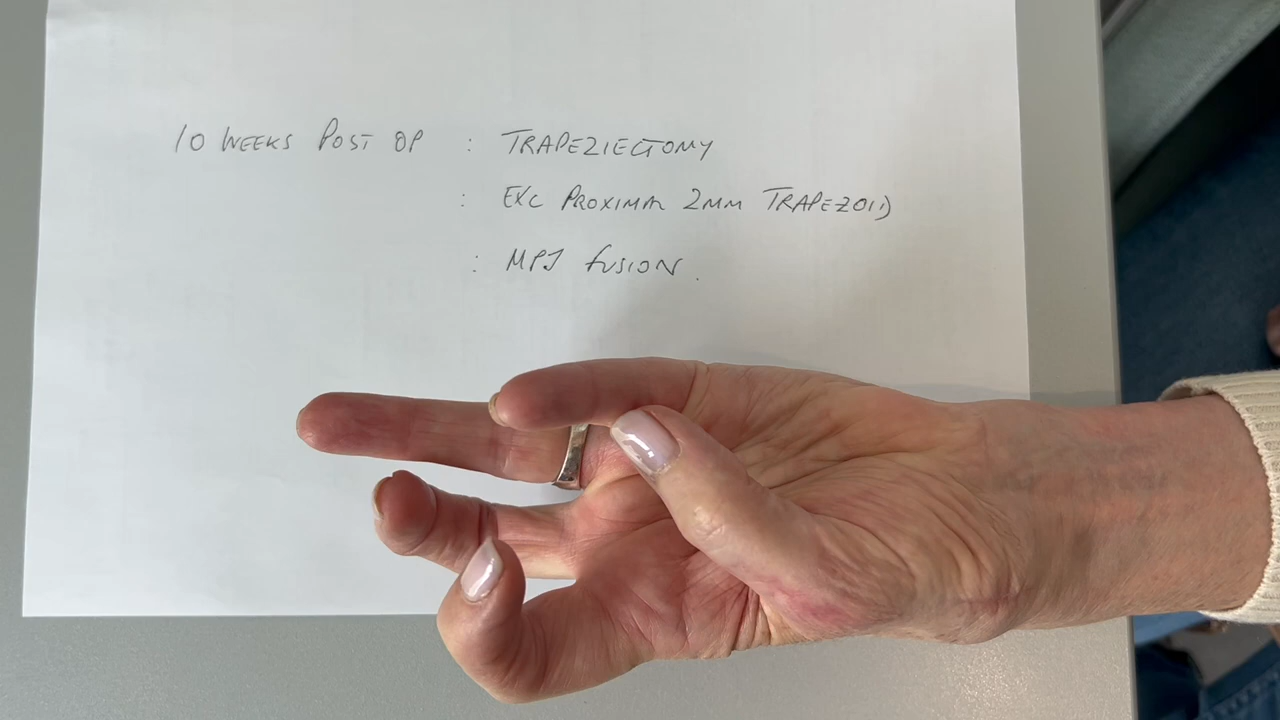 10 WEEKS POST OP : TRAPEZIECTOMY
: EXC PROXIMAL 2MM TRAPEZOID
: MPJ FUSION.